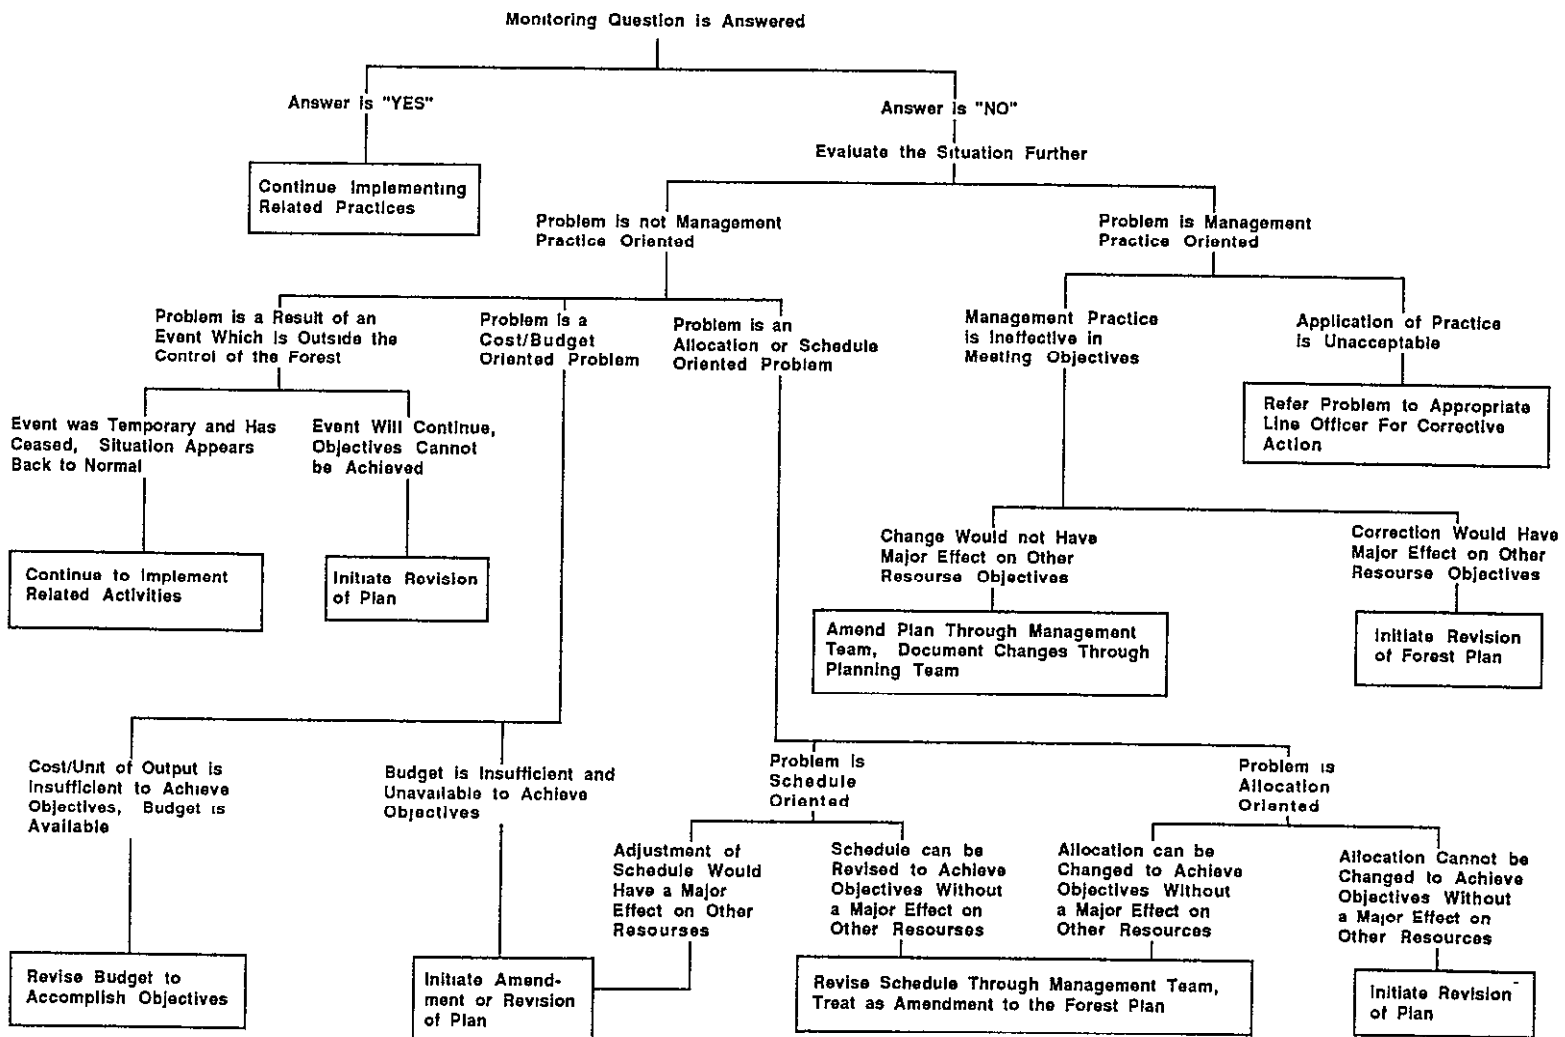 Monitoring Question is Answered
Answer is "YES"
Answer is "NO"
Evaluate the Situation Further
Continue Implementing
Related Practices
Problem is not Management
Practice Oriented
Problem is Management
Practice Oriented
Problem is a Result of an
Event Which is Outside the
Control of the Forest
Problem is a
Cost/Budget
Oriented Problem
Problem is an
Allocation or Schedule
Oriented Problem
Management Practice
is Ineffective in
Meeting Objectives
Application of Practice
is Unacceptable
Refer Problem to Appropriate
Line Officer For Corrective
Action
Event was Temporary and Has
Ceased, Situation Appears
Back to Normal
Event Will Continue,
Objectives Cannot
be Achieved
Continue to Implement
Related Activities
Initiate Revision
of Plan
Change Would not Have
Major Effect on Other
Resourse Objectives
Correction Would Have
Major Effect on Other
Resourse Objectives
Amend Plan Through Management
Team, Document Changes Through
Planning Team
Initiate Revision
of Forest Plan
Cost/Unit of Output is
Insufficient to Achieve
Objectives, Budget is
Available
Budget is Insufficient and
Unavailable to Achieve
Objectives
Problem is
Schedule
Oriented
Problem is
Allocation
Oriented
Adjustment of
Schedule Would
Have a Major
Effect on Other
Resourses
Schedule can be
Revised to Achieve
Objectives Without
a Major Effect on
Other Resourses
Allocation can be
Changed to Achieve
Objectives Without
a Major Effect on
Other Resources
Allocation Cannot be
Changed to Achieve
Objectives Without
a Major Effect on
Other Resources
Revise Budget to
Accomplish Objectives
Initiate Amend-
ment or Revision
of Plan
Revise Schedule Through Management Team,
Treat as Amendment to the Forest Plan
Initiate Revision
of Plan